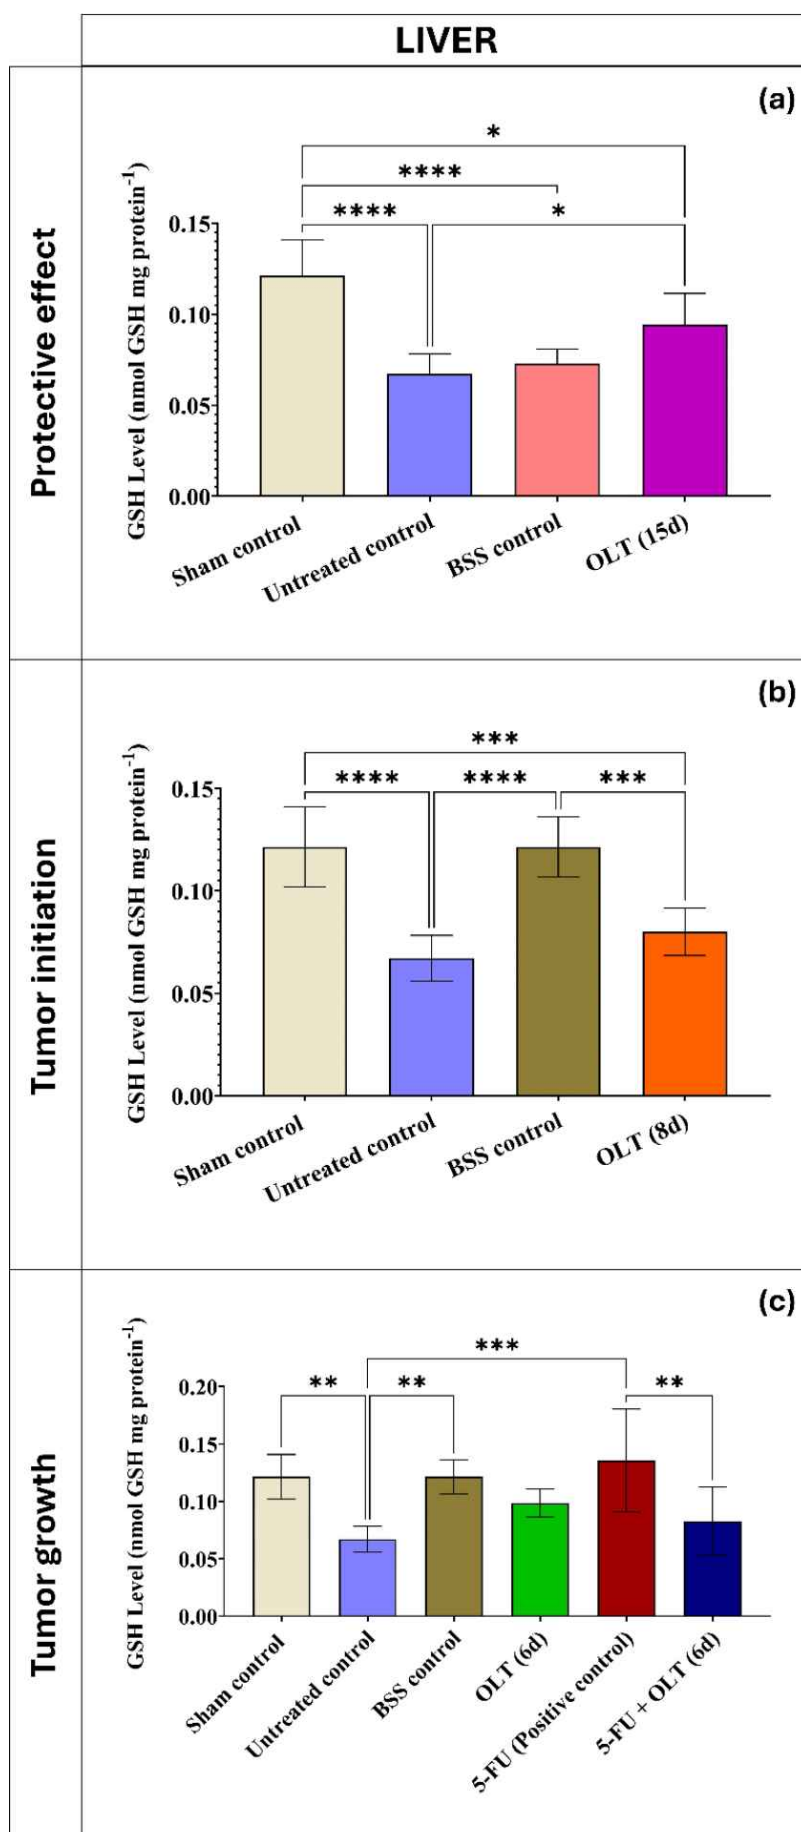 LIVER
Protective effect
(a)
GSH Level (nmol GSH mg protein-1)
*
****
**** *
0.15
0.10
0.05
0.00
Sham control
Untreated control
BSS control
OLT (15d)
Tumor initiation
(b)
GSH Level (nmol GSH mg protein-1)
***
**** **** ***
0.15
0.10
0.05
0.00
Sham control
Untreated control
BSS control
OLT (8d)
Tumor growth
(c)
GSH Level (nmol GSH mg protein-1)
***
** ** **
0.20
0.15
0.10
0.05
0.00
Sham control
Untreated control
BSS control
OLT (6d)
5-FU (Positive control)
5-FU + OLT (6d)